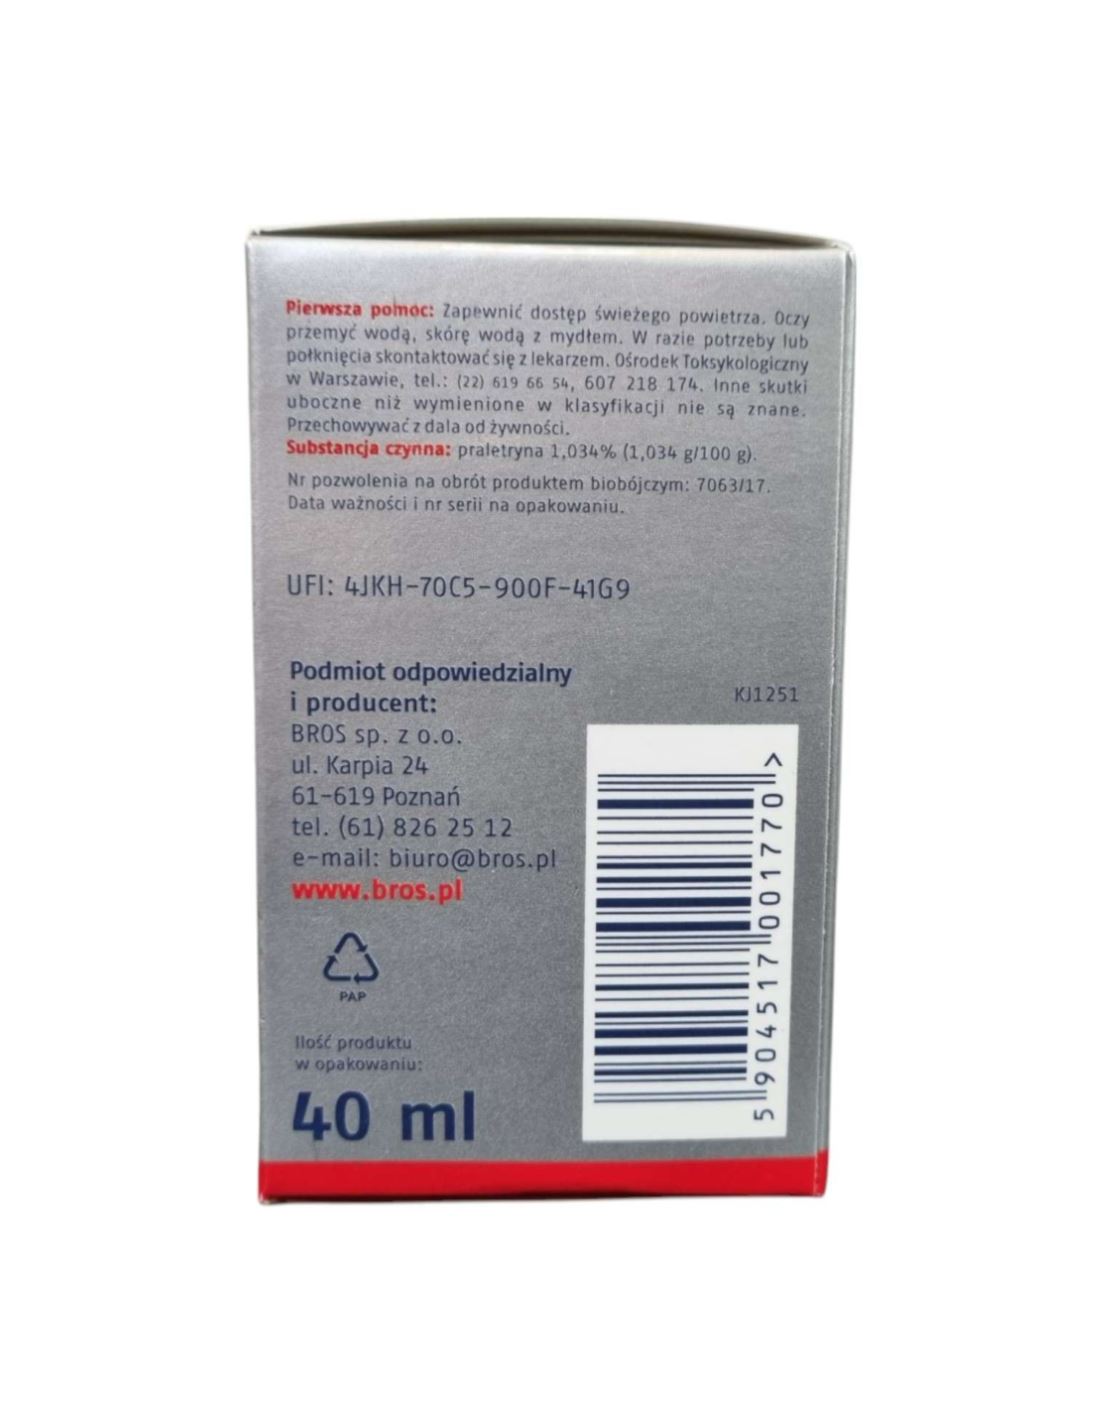 Pierwsza pomoc: Zapewnić dostęp świeżego powietrza. Oczy
przemyć wodą, skórę wodą z mydłem. W razie potrzeby lub
połknięcia skontaktować się z lekarzem. Ośrodek Toksykologiczny
w Warszawie, tel.: (22) 619 66 54, 607 218 174. Inne skutki
uboczne niż wymienione w klasyfikacji nie są znane.
Przechowywać z dala od żywności.
Substancja czynna: praletryna 1,034% (1,034 g/100 g).
Nr pozwolenia na obrót produktem biobójczym: 7063/17.
Data ważności i nr serii na opakowaniu.
UFI: 4JKH-70C5-900F-41G9
Podmiot odpowiedzialny
i producent:
BROS sp. z o.o.
ul. Karpia 24
61-619 Poznań
tel. (61) 826 25 12
e-mail: biuro@bros.pl
www.bros.pl
PAP
Ilość produktu
w opakowaniu:
40 ml
KJ1251
5 904517 001770 >